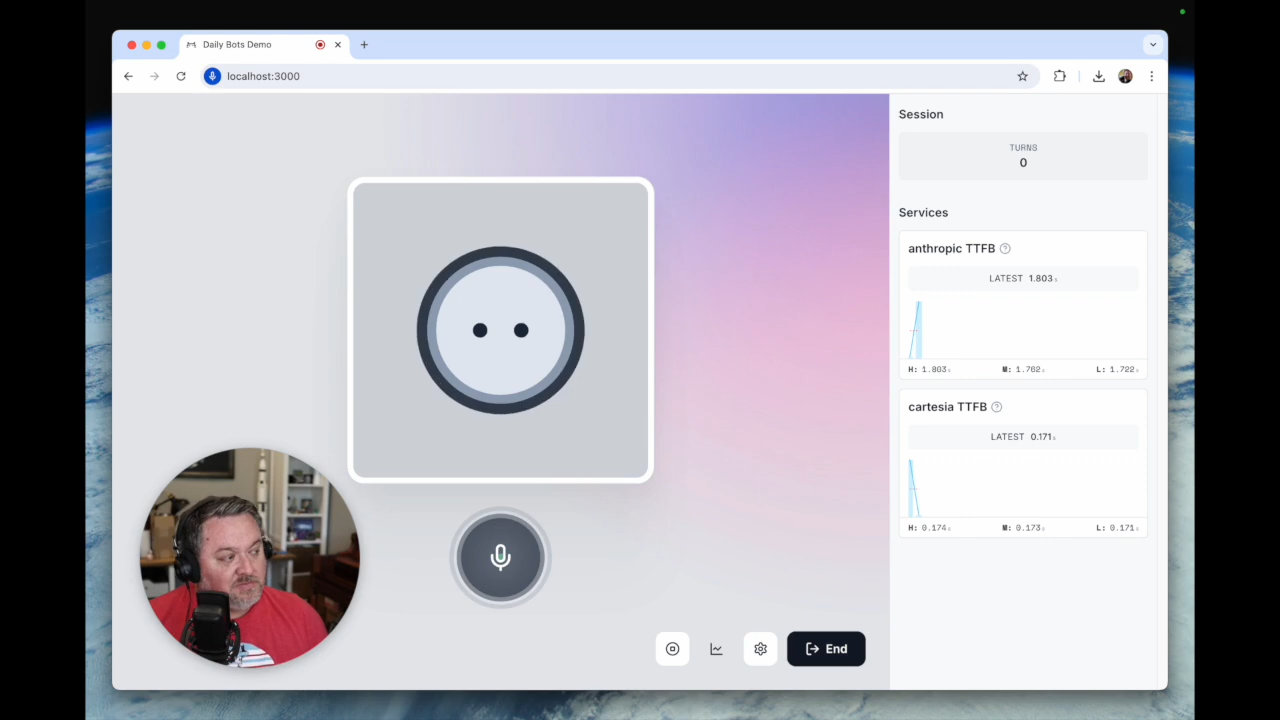 Daily Bots Demo
localhost:3000
Session
TURNS
0
Services
anthropic TTFB
LATEST 1.803s
H: 1.803s M: 1.762s L: 1.722s
cartesia TTFB
LATEST 0.171s
H: 0.174s M: 0.173s L: 0.171s
End